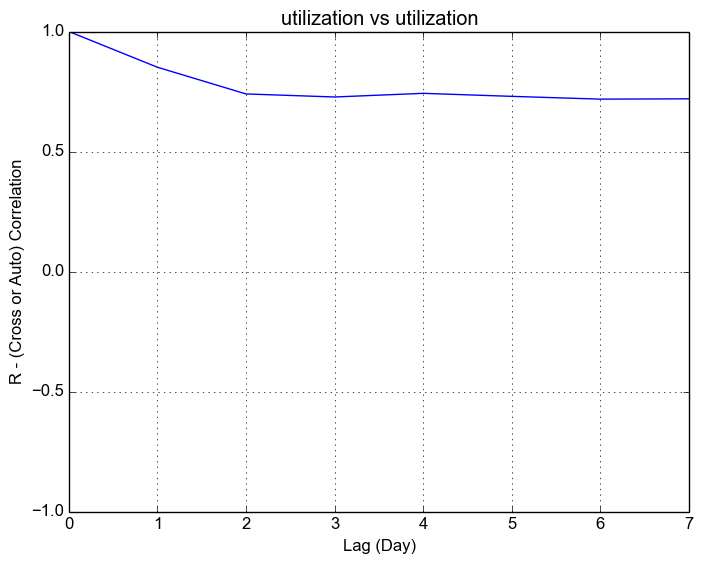 utilization vs utilization
1.0
0.5
0.0
−0.5
−1.0
R - (Cross or Auto) Correlation
0 1 2 3 4 5 6 7
Lag (Day)